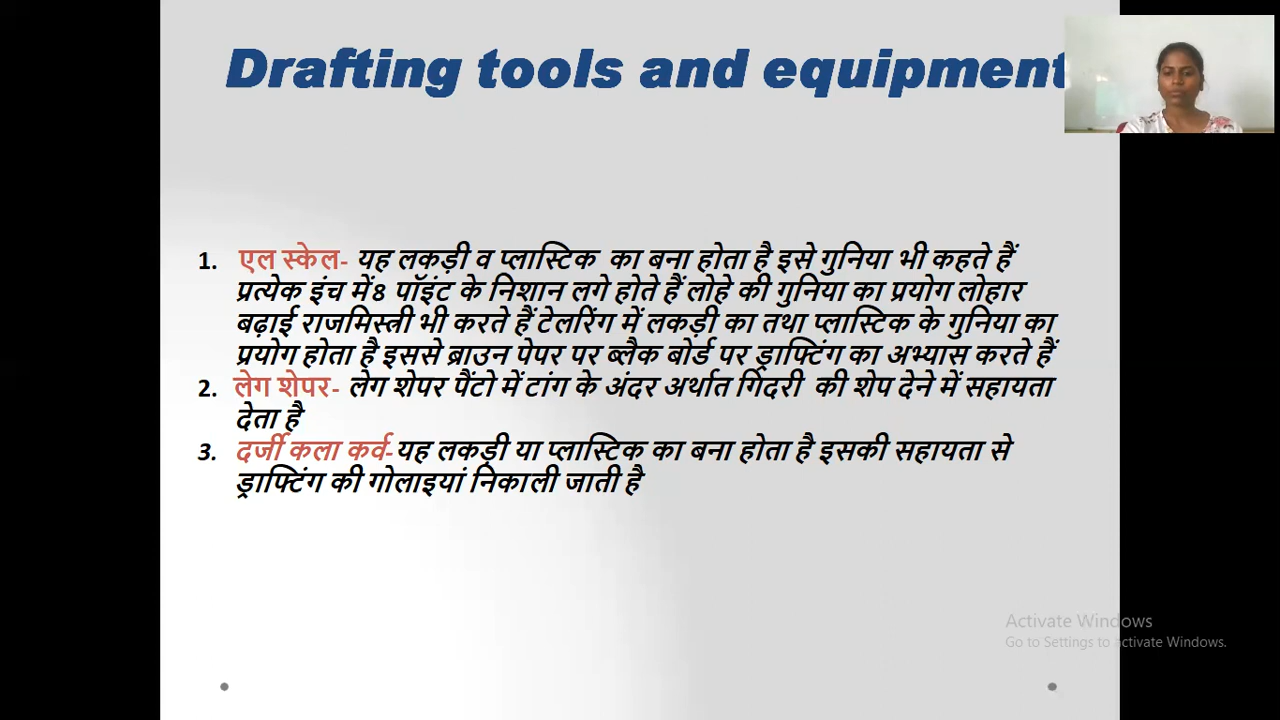 Drafting tools and equipment
1. एल स्केल- यह लकड़ी व प्लास्टिक का बना होता है इसे गुनिया भी कहते हैं
प्रत्येक इंच में 8 पॉइंट के निशान लगे होते हैं लोहे की गुनिया का प्रयोग लोहार
बढ़ाई राजमिस्त्री भी करते हैं टेलरिंग में लकड़ी का तथा प्लास्टिक के गुनिया का
प्रयोग होता है इससे ब्राउन पेपर पर ब्लैक बोर्ड पर ड्राफ्टिंग का अभ्यास करते हैं
2. लेग शेपर- लेग शेपर पैंटो में टांग के अंदर अर्थात गिदरी की शेप देने में सहायता
देता है
3. दर्जी कला कर्व-यह लकड़ी या प्लास्टिक का बना होता है इसकी सहायता से
ड्राफ्टिंग की गोलाइयां निकाली जाती है
Activate Windows
Go to Settings to activate Windows.